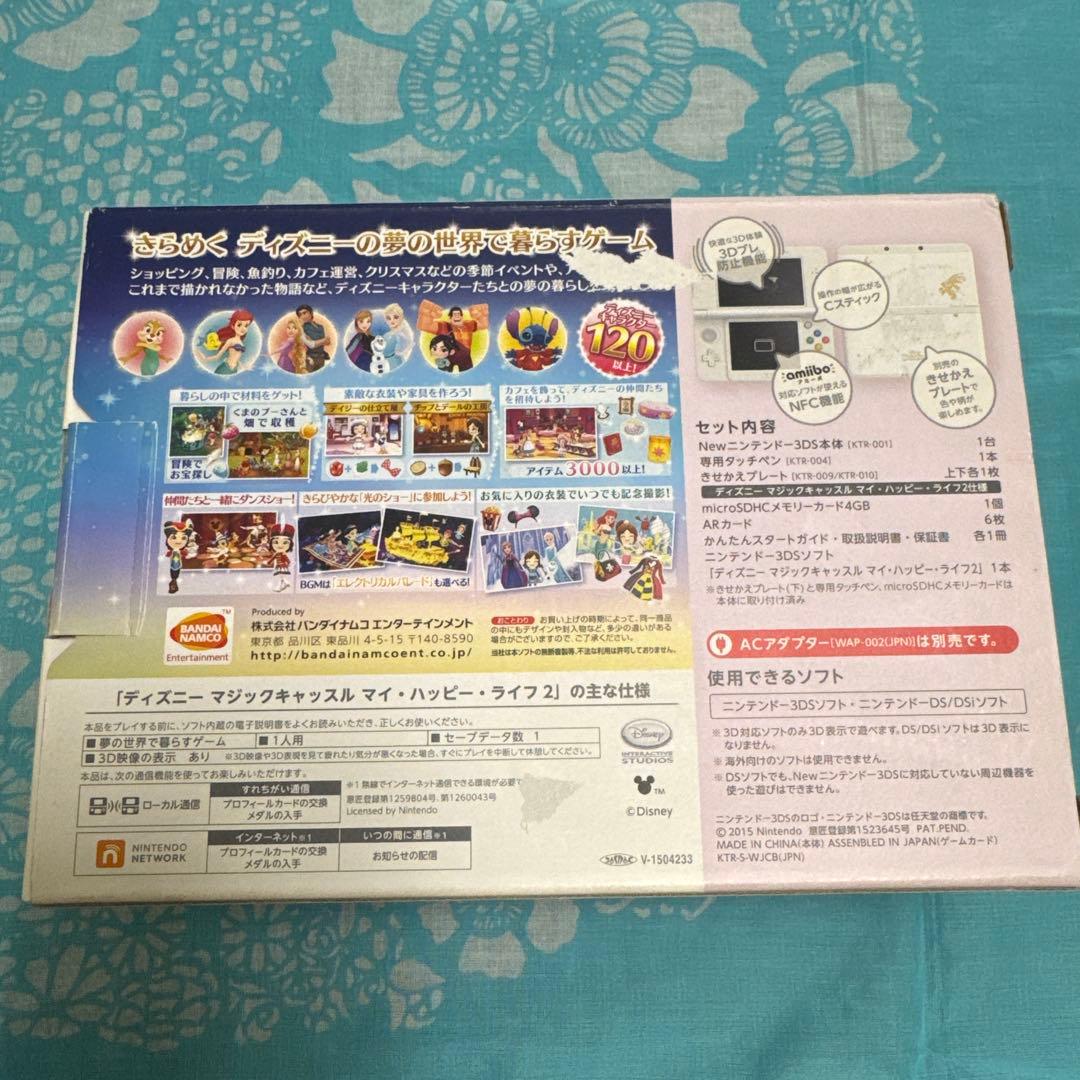 きらめく ディズニーの夢の世界で暮らすゲーム
ショッピング、冒険、魚釣り、カフェ運営、クリスマスなどの季節イベントや、
これまで描かれなかった物語など、ディズニーキャラクターたちとの夢の暮らし
ディズニー
キャラクター
120
以上!
暮らしの中で材料をゲット!
くまのプーさんと
畑で収穫
冒険で
お宝探し
素敵な衣装や家具を作ろう!
デイジーの仕立て屋
チップとデールの工房
カフェを飾って、ディズニーの仲間たち
を招待しよう!
アイテム3000以上!
仲間たちと一緒にダンスショー!
きらびやかな「光のショー」に参加しよう!
BGMは「エレクトリカルパレード」も選べる!
お気に入りの衣装でいつでも記念撮影!
BANDAI
NAMCO
Entertainment
TM
Produced by
株式会社 バンダイナムコ エンターテインメント
東京都 品川区 東品川 4-5-15 〒140-8590
http://bandainamcoent.co.jp/
おことわり お買い上げの時期によって、同一商品
の中にもデザインや封入物など、多少の違いがある
場合がございますので、ご了承ください。
当社は本ソフトの無断複製等、不法な利用は許可しておりません。
「ディズニー マジックキャッスル マイ・ハッピー・ライフ 2」の主な仕様
本品をプレイする前に、ソフト内蔵の電子説明書をよくお読みいただき、正しくお使いください。
■ 夢の世界で暮らすゲーム ■ 1人用 ■ セーブデータ数 1
■ 3D映像の表示 あり ※3D映像や3D表現を見て疲れたり気分が悪くなった場合、すぐにプレイを中断して休憩してください。
本品は、次の通信機能を使ってお楽しみいただけます。
ローカル通信
すれちがい通信
プロフィールカードの交換
メダルの入手
※1 無線でインターネット通信できる環境が必要
意匠登録第1259804号、第1260043号
Licensed by Nintendo
NINTENDO
NETWORK
インターネット※1
プロフィールカードの交換
メダルの入手
いつの間に通信※1
お知らせの配信
Disney
INTERACTIVE
STUDIOS
TM
©Disney
V-1504233
快適な3D体験
3Dブレ
防止機能
操作の幅が広がる
Cスティック
amiibo
アミーボ
対応ソフトが使える
NFC機能
別売の
きせかえ
プレートで
色や柄が
楽しめます。
セット内容
Newニンテンドー3DS本体 [KTR-001] 1台
専用タッチペン [KTR-004] 1本
きせかえプレート [KTR-009/KTR-010] 上下各1枚
ディズニー マジックキャッスル マイ・ハッピー・ライフ2仕様
microSDHCメモリーカード4GB 1個
ARカード 6枚
かんたんスタートガイド・取扱説明書・保証書 各1冊
ニンテンドー3DSソフト
「ディズニー マジックキャッスル マイ・ハッピー・ライフ2」 1本
※きせかえプレート(下)と専用タッチペン、microSDHCメモリーカードは
本体に取り付け済み
ACアダプター[WAP-002(JPN)]は別売です。
使用できるソフト
ニンテンドー3DSソフト・ニンテンドーDS/DSiソフト
※ 3D対応ソフトのみ3D表示で遊べます。DS/DSiソフトは3D表示に
なりません。
※ 海外向けのソフトは使用できません。
※ DSソフトでも、Newニンテンドー3DSに対応していない周辺機器を
使った遊びはできません。
ニンテンドー3DSのロゴ・ニンテンドー3DSは任天堂の商標です。
© 2015 Nintendo 意匠登録第1523645号 PAT.PEND.
MADE IN CHINA(本体) ASSENBLED IN JAPAN(ゲームカード)
KTR-S-WJCB(JPN)